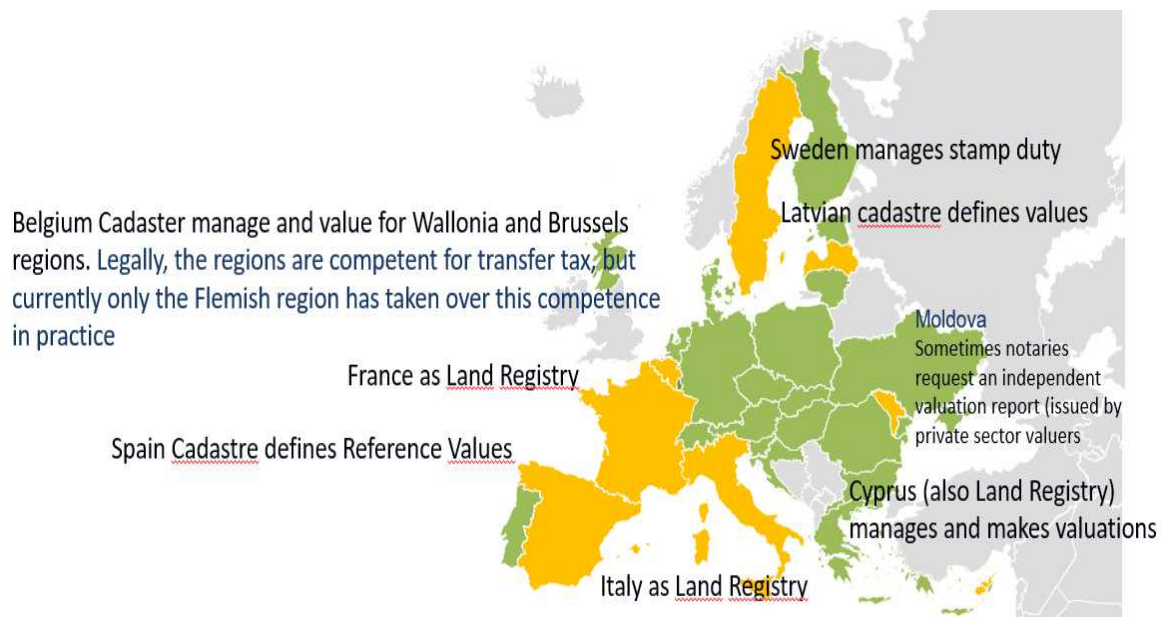 Sweden manages stamp duty
Latvian cadastre defines values
Belgium Cadaster manage and value for Wallonia and Brussels
regions. Legally, the regions are competent for transfer tax, but
currently only the Flemish region has taken over this competence
in practice
Moldova
Sometimes notaries
request an independent
valuation report (issued by
private sector valuers
France as Land Registry
Spain Cadastre defines Reference Values
Cyprus (also Land Registry)
manages and makes valuations
Italy as Land Registry